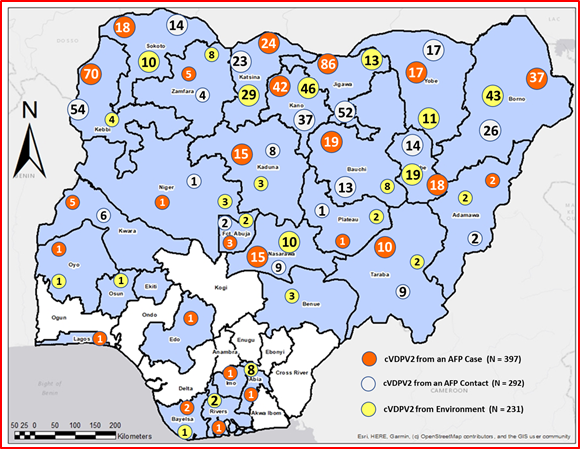 DOSSO
LAC
18
14
24
17
Sokoto
10
8
23
Katsina
86
13
37
70
5
Zamfara
4
29
42
46
Kano
Jigawa
17
Yobe
43
Borno
54
4
Kebbi
37
52
11
26
N
BENIN
15
8
Kaduna
3
19
Bauchi
13
8
14
19
18
2
2
Adamawa
2
1
Niger
1
3
5
6
Kwara
2
2
Fct, Abuja
3
1
2
Plateau
1
10
2
Taraba
9
10
15
Nasarawa
9
1
Oyo
1
1
Osun
Ekiti
Kogi
3
Benue
Ogun
Ondo
1
Edo
Lagos
1
Enugu
Anambra
Ebonyi
Cross River
Delta
1
Imo
8
Abia
1
2
Rivers
Akwa Ibom
2
Bayelsa
1
1
1
Bight of
Benin
cVDPV2 from an AFP Case (N = 397)
cVDPV2 from an AFP Contact (N = 292)
CAMEROON
cVDPV2 from Environment (N = 231)
50 25 0 50 100 150 200
Kilometers
Esri, HERE, Garmin, (c) OpenStreetMap contributors, and the GIS user community